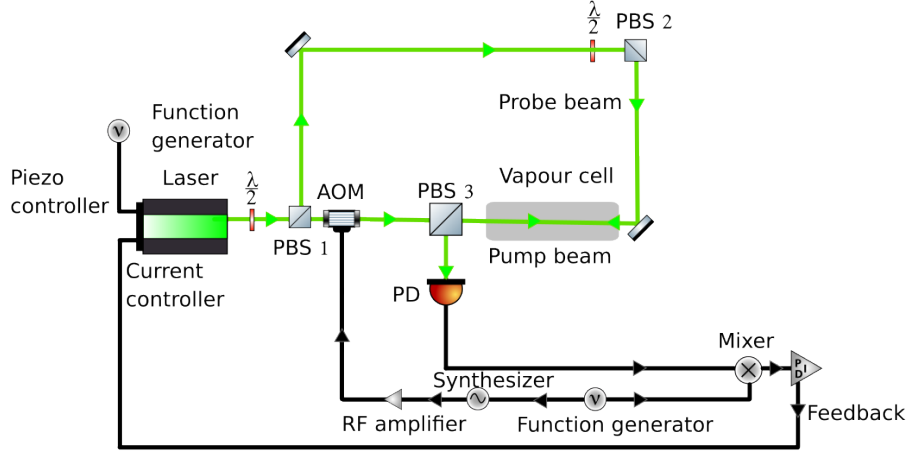 λ/2
PBS 2
Probe beam
ν
Function
generator
Piezo
controller
Laser
λ/2
AOM
PBS 3
Vapour cell
PBS 1
Pump beam
Current
controller
PD
Mixer
P I
D
Synthesizer
ν
RF amplifier
Function generator
Feedback